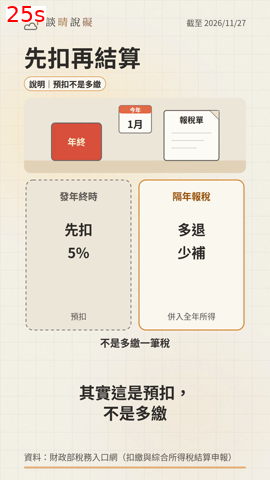 25s
談晴說礙
截至 2026/11/27
先扣再結算
說明｜預扣不是多繳
年終
今年
1月
報稅單
發年終時
先扣
5%
預扣
隔年報稅
多退
少補
併入全年所得
不是多繳一筆稅
其實這是預扣，
不是多繳
資料：財政部稅務入口網（扣繳與綜合所得稅結算申報）